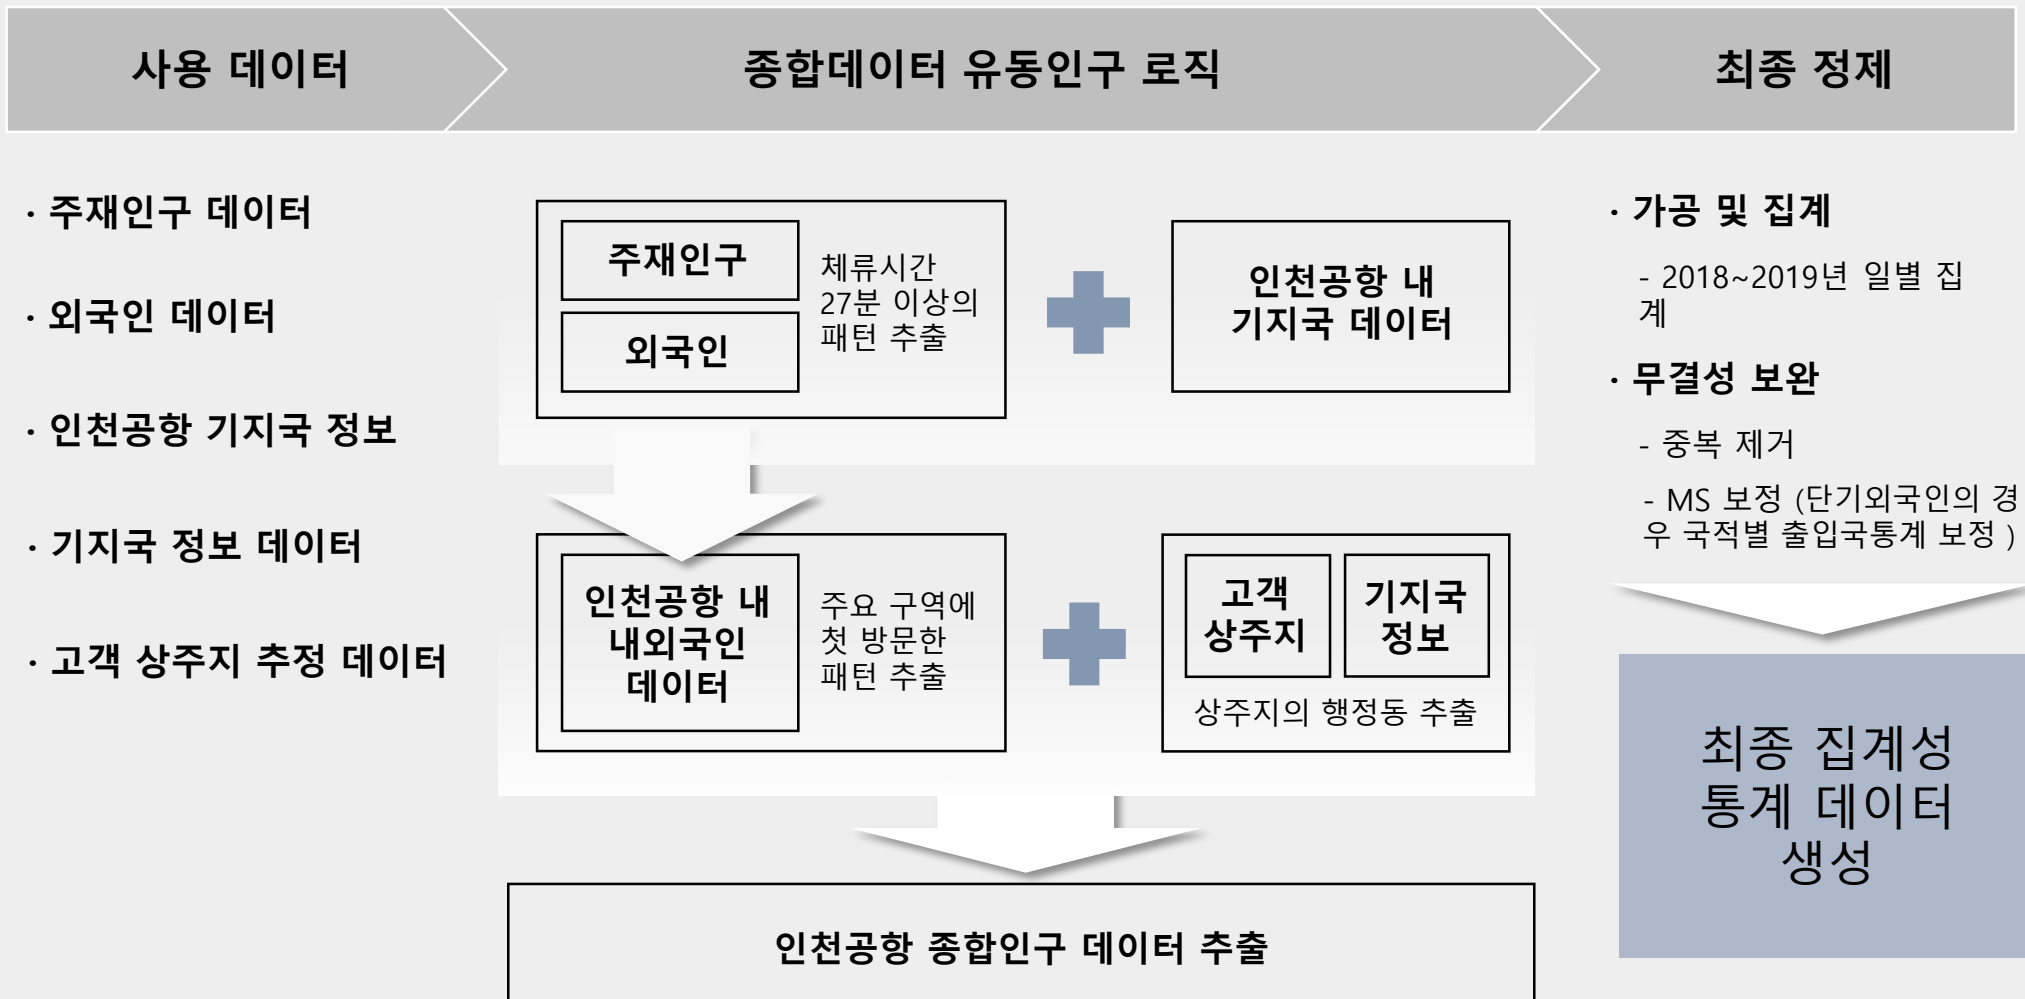 사용 데이터
종합데이터 유동인구 로직
최종 정제
· 주재인구 데이터
· 외국인 데이터
· 인천공항 기지국 정보
· 기지국 정보 데이터
· 고객 상주지 추정 데이터
주재인구
외국인
체류시간
27분 이상의
패턴 추출
인천공항 내
기지국 데이터
인천공항 내
내외국인
데이터
주요 구역에
첫 방문한
패턴 추출
고객
상주지
기지국
정보
상주지의 행정동 추출
인천공항 종합인구 데이터 추출
· 가공 및 집계
- 2018~2019년 일별 집
계
· 무결성 보완
- 중복 제거
- MS 보정 (단기외국인의 경
우 국적별 출입국통계 보정 )
최종 집계성
통계 데이터
생성